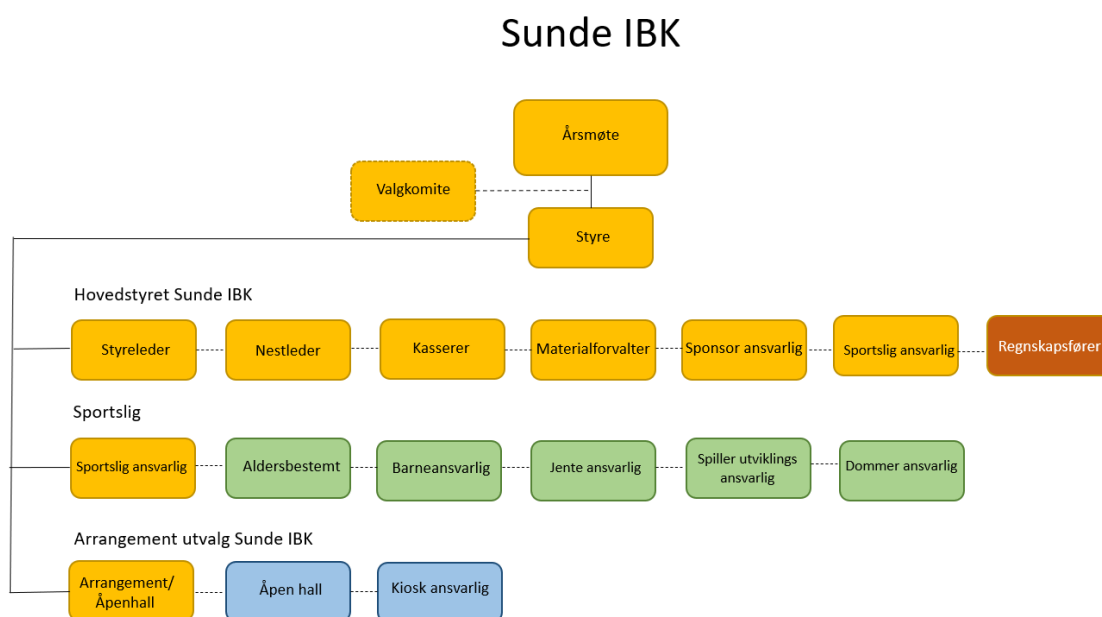 Sunde IBK
Årsmøte
Valgkomite
Styre
Hovedstyret Sunde IBK
Styreleder
Nestleder
Kasserer
Materialforvalter
Sponsor ansvarlig
Sportslig ansvarlig
Regnskapsfører
Sportslig
Sportslig ansvarlig
Aldersbestemt
Barneansvarlig
Jente ansvarlig
Spiller utviklings
ansvarlig
Dommer ansvarlig
Arrangement utvalg Sunde IBK
Arrangement/
Åpenhall
Åpen hall
Kiosk ansvarlig